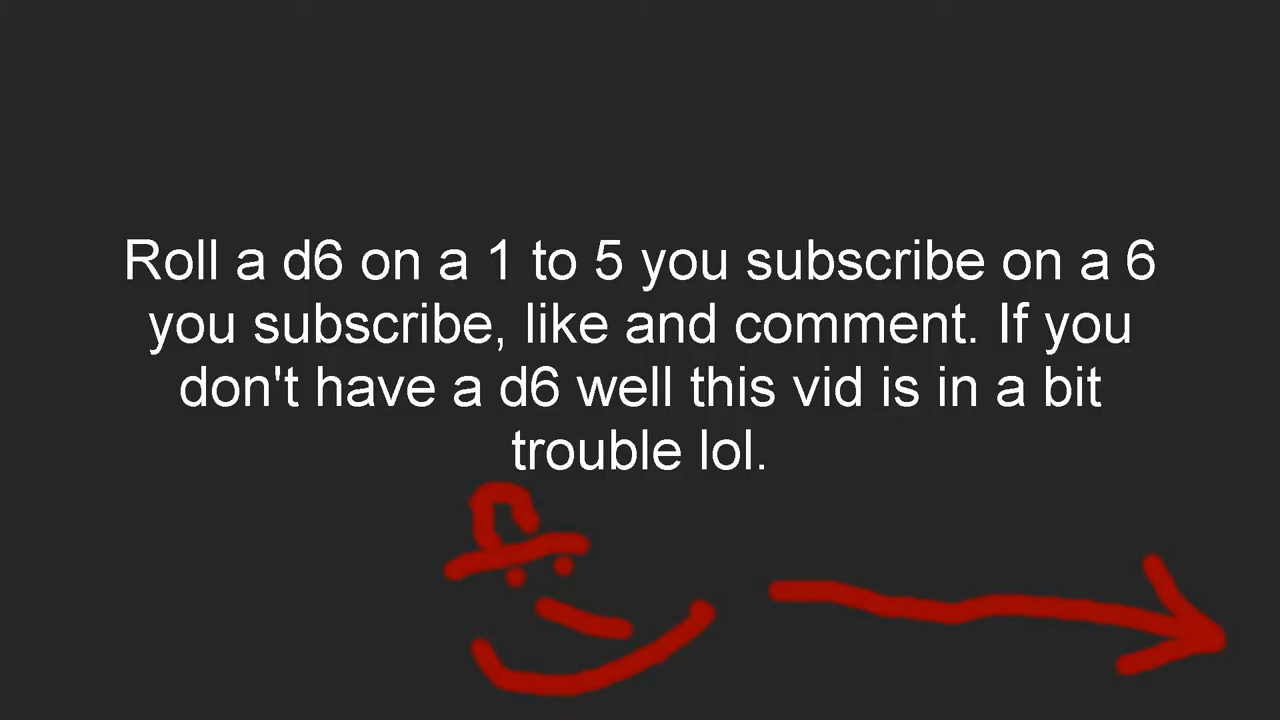 Roll a d6 on a 1 to 5 you subscribe on a 6
you subscribe, like and comment. If you
don't have a d6 well this vid is in a bit
trouble lol.